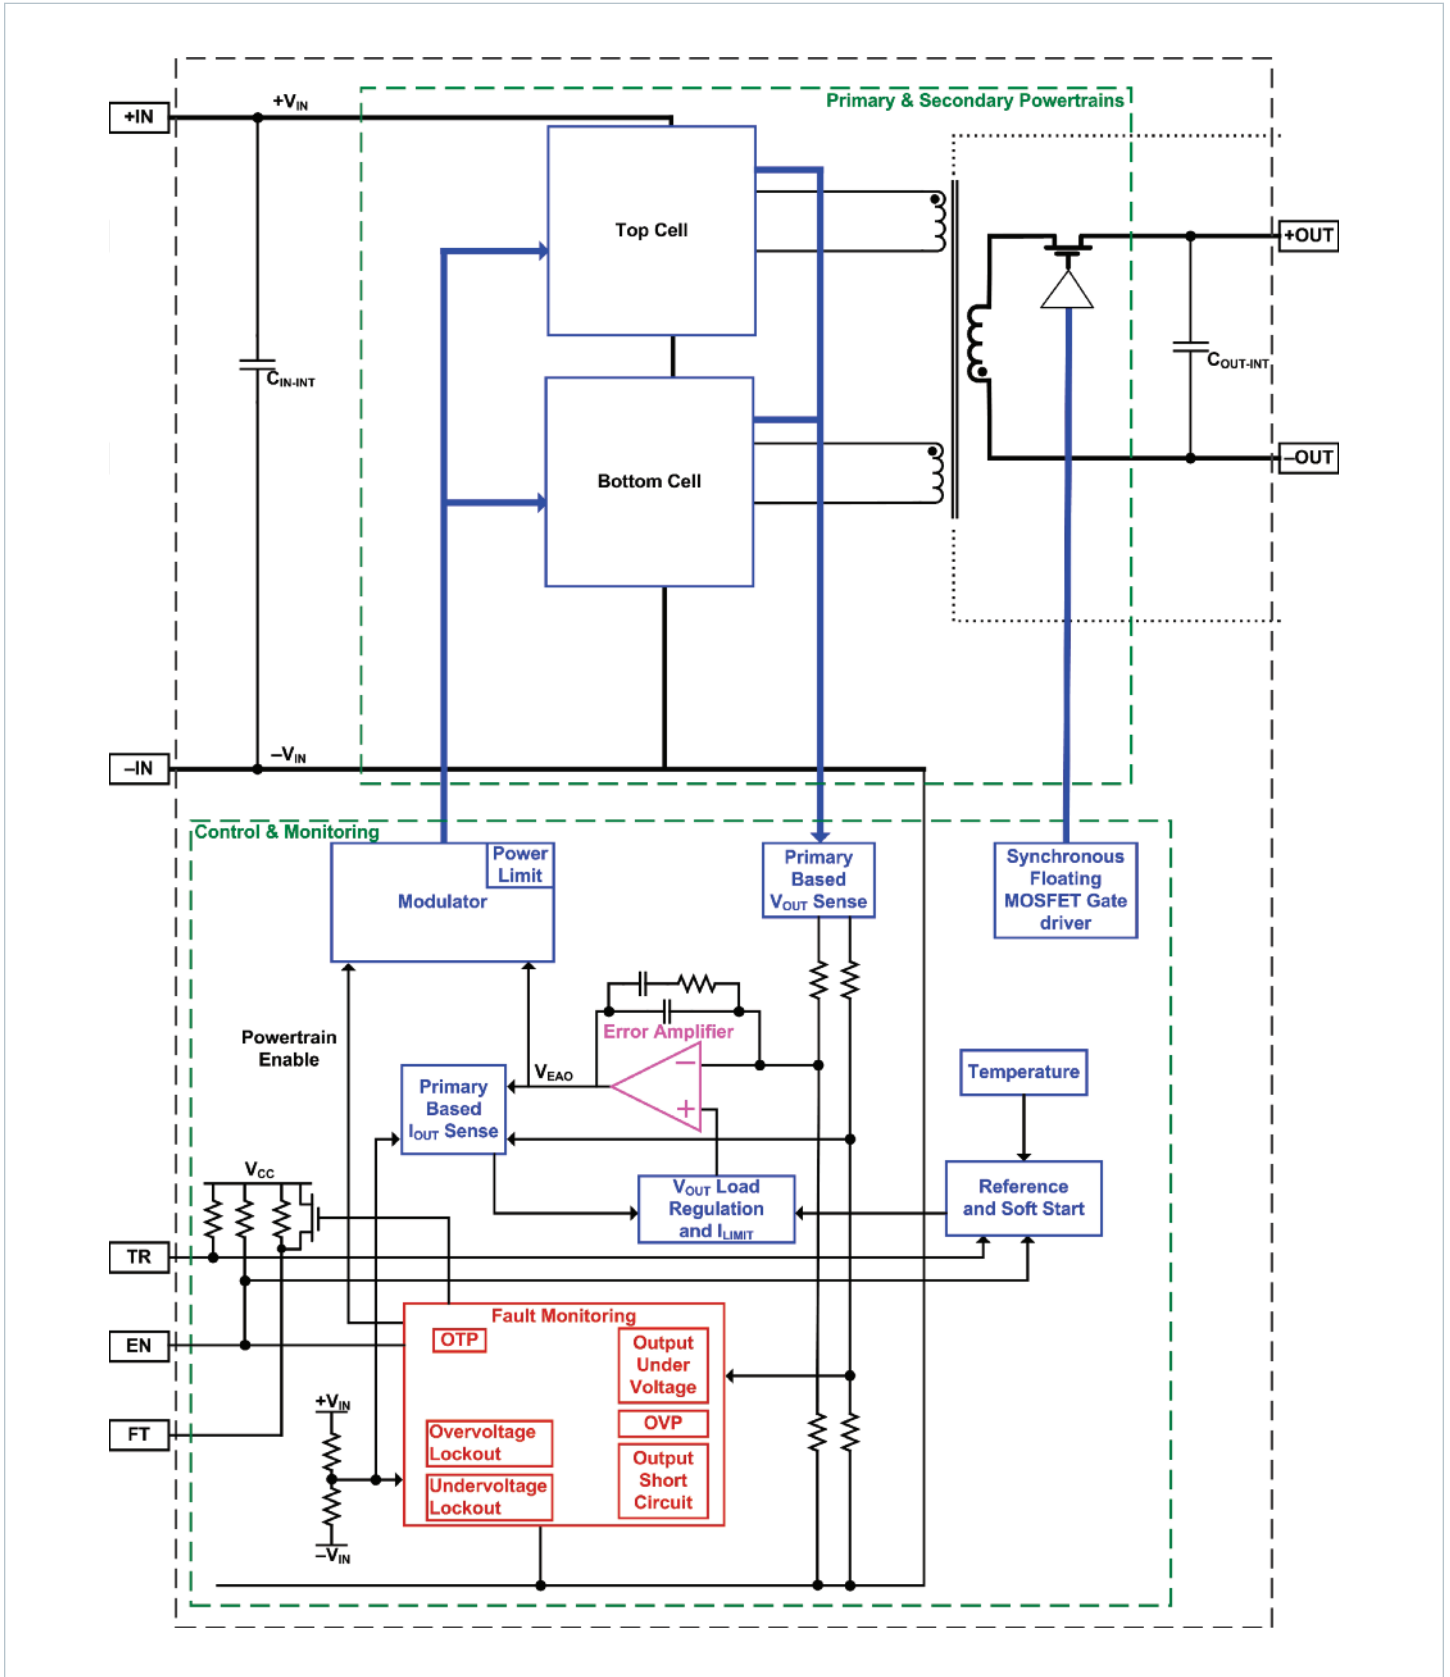 Primary & Secondary Powertrains
+IN
+VIN
Top Cell
+OUT
CIN-INT
COUT-INT
Bottom Cell
–OUT
–IN
–VIN
Control & Monitoring
Modulator
Power
Limit
Primary
Based
VOUT Sense
Synchronous
Floating
MOSFET Gate
driver
Powertrain
Enable
Error Amplifier
–
+
VEAO
Primary
Based
IOUT Sense
Temperature
VCC
VOUT Load
Regulation
and ILIMIT
Reference
and Soft Start
TR
EN
FT
Fault Monitoring
OTP
Output
Under
Voltage
+VIN
OVP
Overvoltage
Lockout
Output
Short
Circuit
Undervoltage
Lockout
–VIN